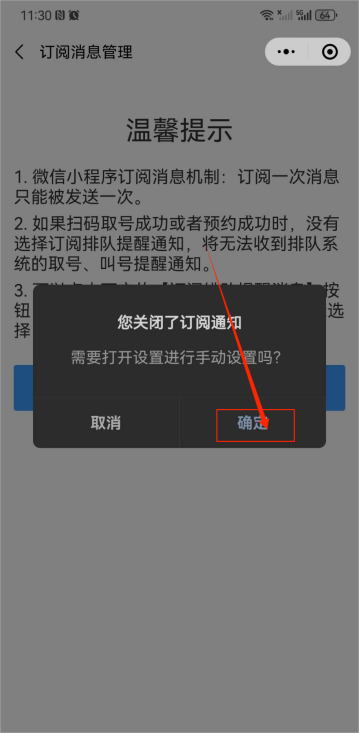 11:30
64
订阅消息管理
温馨提示
1. 微信小程序订阅消息机制：订阅一次消息
只能被发送一次。
2. 如果扫码取号成功或者预约成功时，没有
选择订阅排队提醒通知，将无法收到排队系
统的取号、叫号提醒通知。
3.
按
钮
选
择
您关闭了订阅通知
需要打开设置进行手动设置吗？
取消
确定